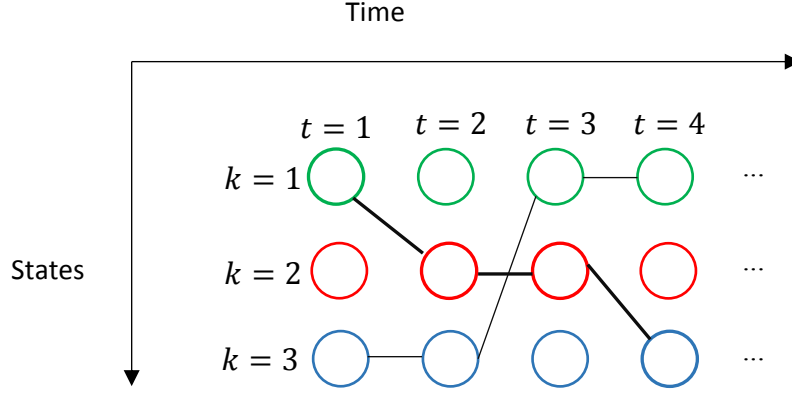 Time
t = 1 t = 2 t = 3 t = 4
k = 1 ...
States k = 2 ...
k = 3 ...